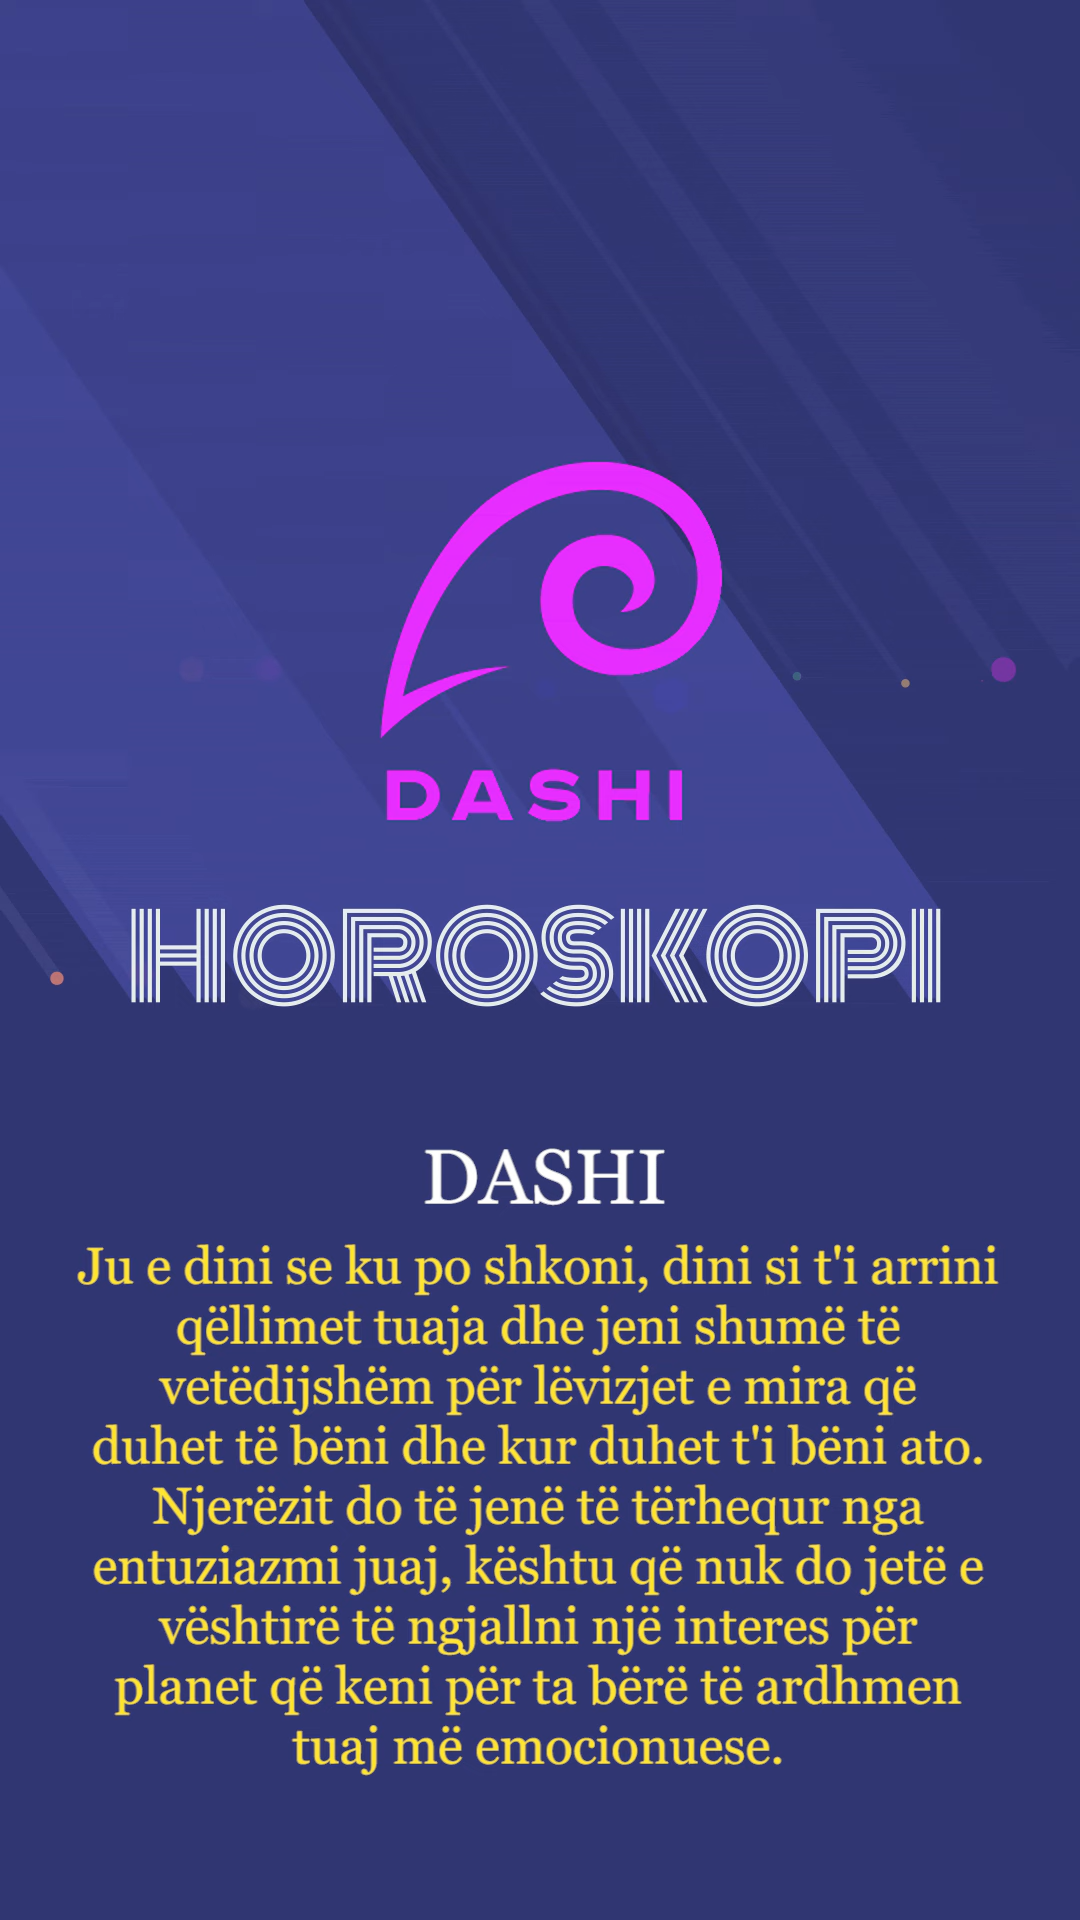 DASHI
HOROSKOPI
DASHI
Ju e dini se ku po shkoni, dini si t'i arrini
qëllimet tuaja dhe jeni shumë të
vetëdijshëm për lëvizjet e mira që
duhet të bëni dhe kur duhet t'i bëni ato.
Njerëzit do të jenë të tërhequr nga
entuziazmi juaj, kështu që nuk do jetë e
vështirë të ngjallni një interes për
planet që keni për ta bërë të ardhmen
tuaj më emocionuese.